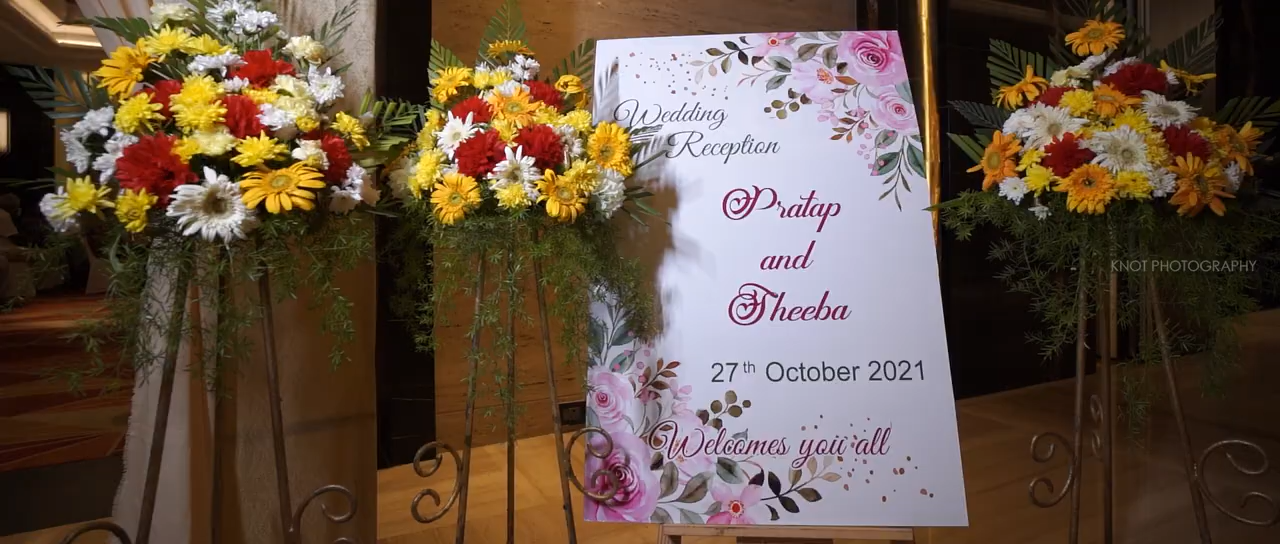 Wedding
Reception
Pratap
and
Theeba
27th October 2021
Welcomes you all
KNOT PHOTOGRAPHY